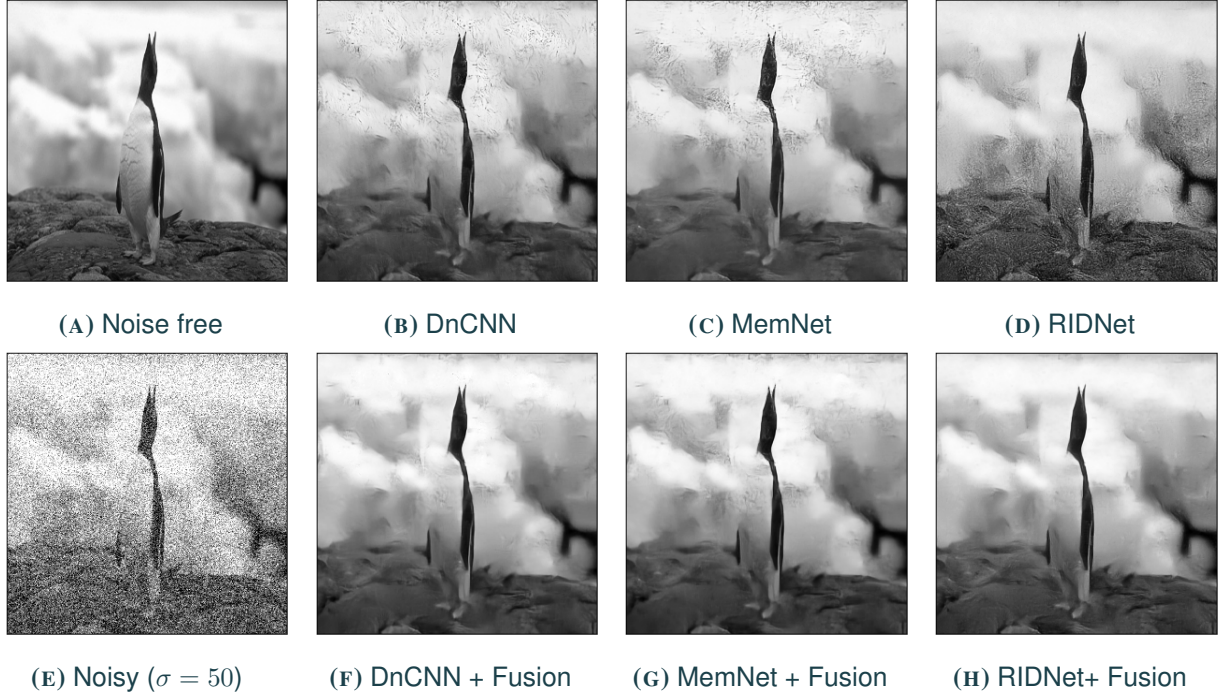 (A) Noise free
(B) DnCNN
(C) MemNet
(D) RIDNet
(E) Noisy (σ = 50)
(F) DnCNN + Fusion
(G) MemNet + Fusion
(H) RIDNet+ Fusion